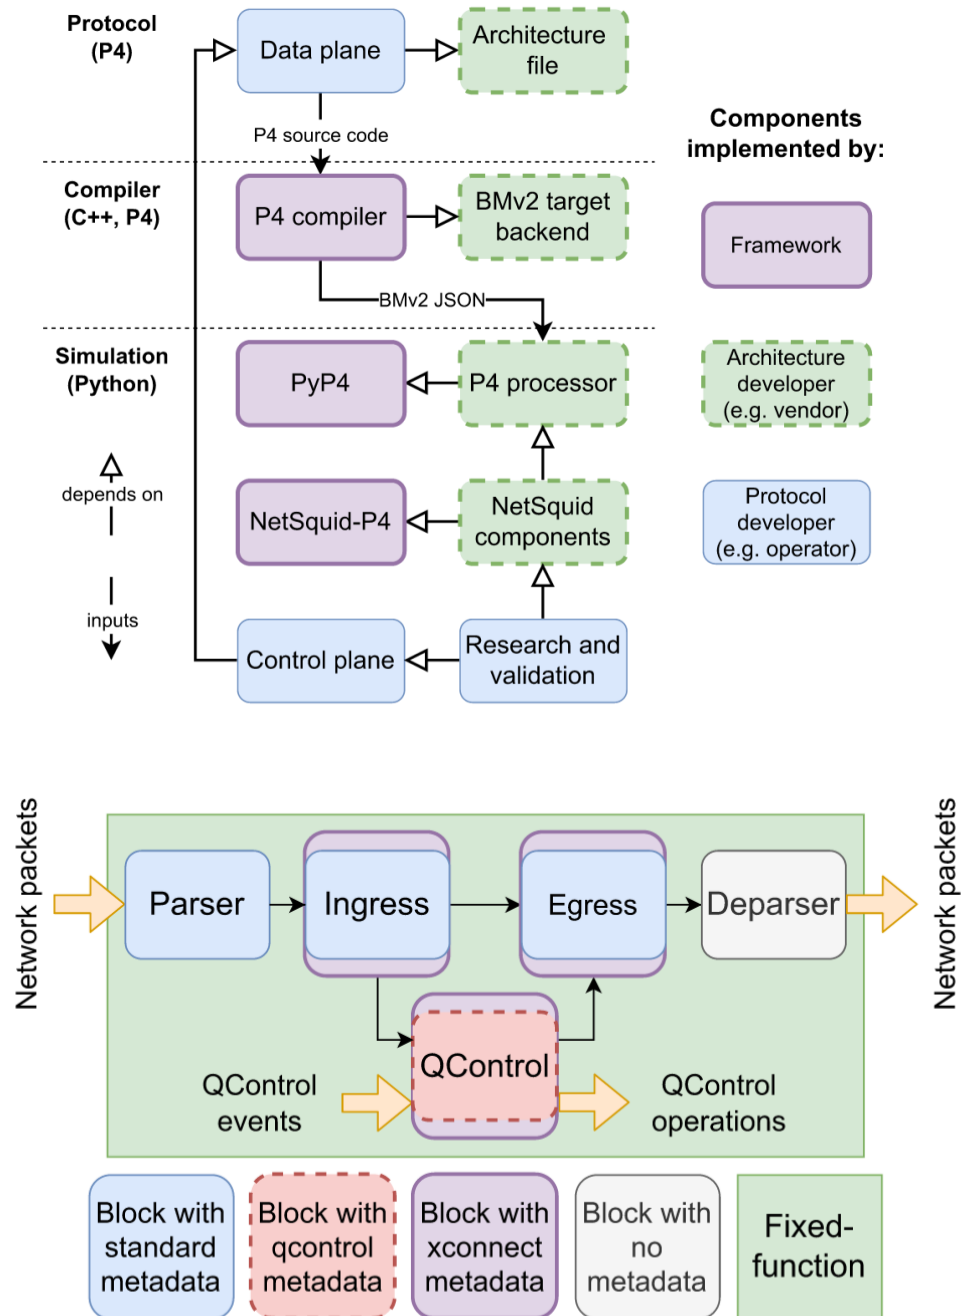 Protocol
(P4)
Data plane
Architecture
file
P4 source code
Components
implemented by:
Compiler
(C++, P4)
P4 compiler
BMv2 target
backend
Framework
BMv2 JSON
Simulation
(Python)
PyP4
P4 processor
Architecture
developer
(e.g. vendor)
depends on
NetSquid-P4
NetSquid
components
Protocol
developer
(e.g. operator)
inputs
Control plane
Research and
validation
Network packets
Parser
Ingress
Egress
Deparser
Network packets
QControl
QControl
events
QControl
operations
Block with
standard
metadata
Block with
qcontrol
metadata
Block with
xconnect
metadata
Block with
no
metadata
Fixed-
function